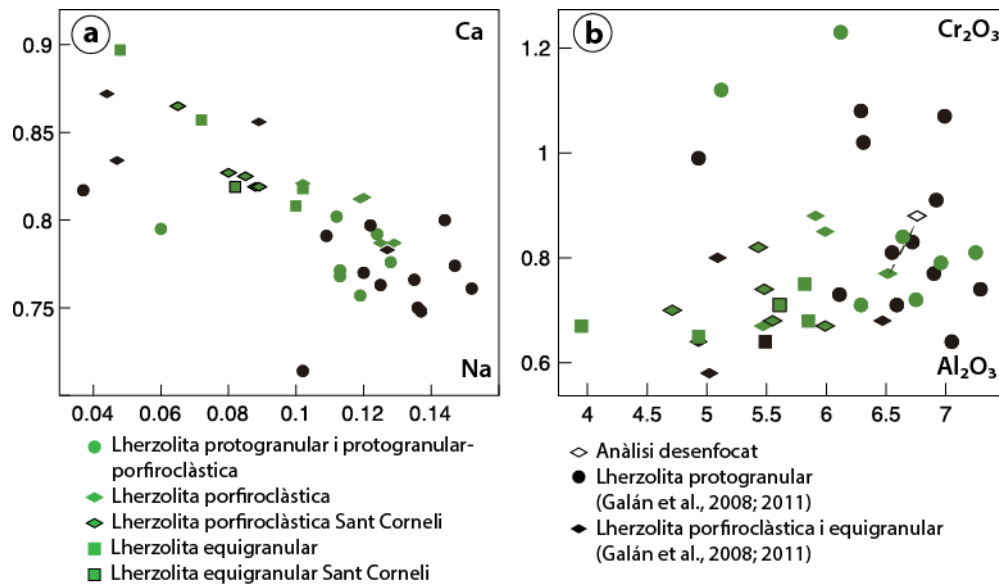 a
Ca
0.9
0.85
0.8
0.75
Na
0.04
0.06
0.08
0.1
0.12
0.14
b
Cr₂O₃
1.2
1
0.8
0.6
Al₂O₃
4
4.5
5
5.5
6
6.5
7
Lherzolita protogranular i protogranular-
porfiroclàstica
Lherzolita porfiroclàstica
Lherzolita porfiroclàstica Sant Corneli
Lherzolita equigranular
Lherzolita equigranular Sant Corneli
Anàlisi desenfocat
Lherzolita protogranular
(Galán et al., 2008; 2011)
Lherzolita porfiroclàstica i equigranular
(Galán et al., 2008; 2011)